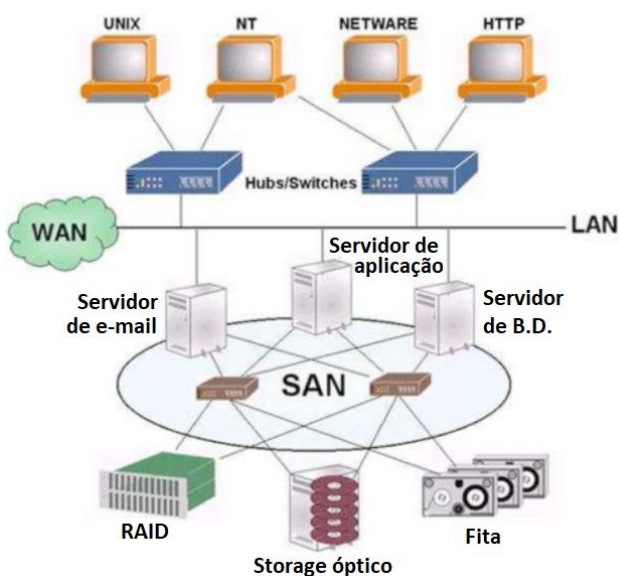 UNIX NT NETWARE HTTP
Hubs/Switches
WAN
LAN
Servidor de
aplicação
Servidor
de e-mail
Servidor
de B.D.
SAN
RAID
Storage óptico
Fita